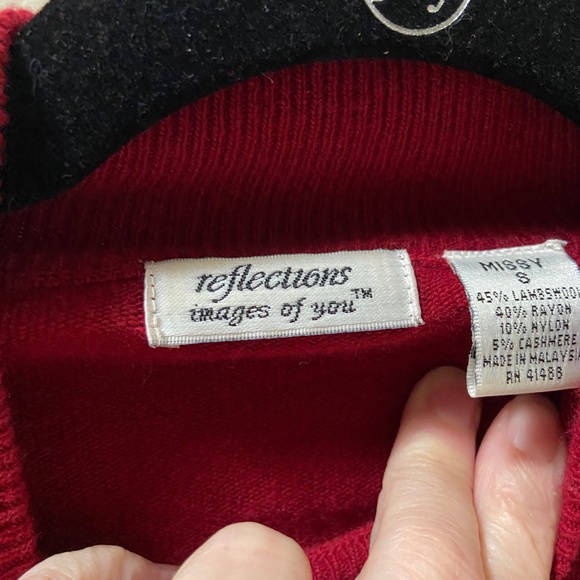 reflections
images of you™
MISSY
S
45% LAMBSWOOL
40% RAYON
10% NYLON
5% CASHMERE
MADE IN MALAYSIA
RN 41488